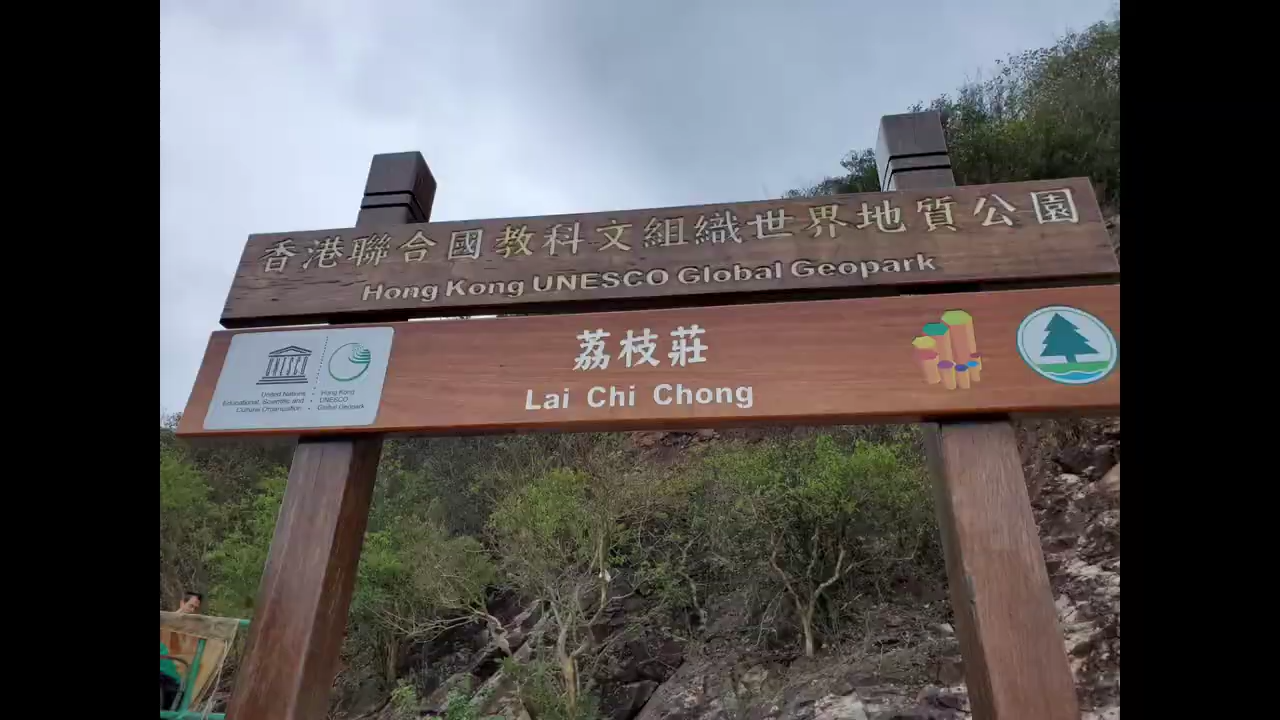 香港聯合國教科文組織世界地質公園
Hong Kong UNESCO Global Geopark
荔枝莊
Lai Chi Chong
UNESCO
United Nations
Educational, Scientific and
Cultural Organization
Hong Kong
UNESCO
Global Geopark